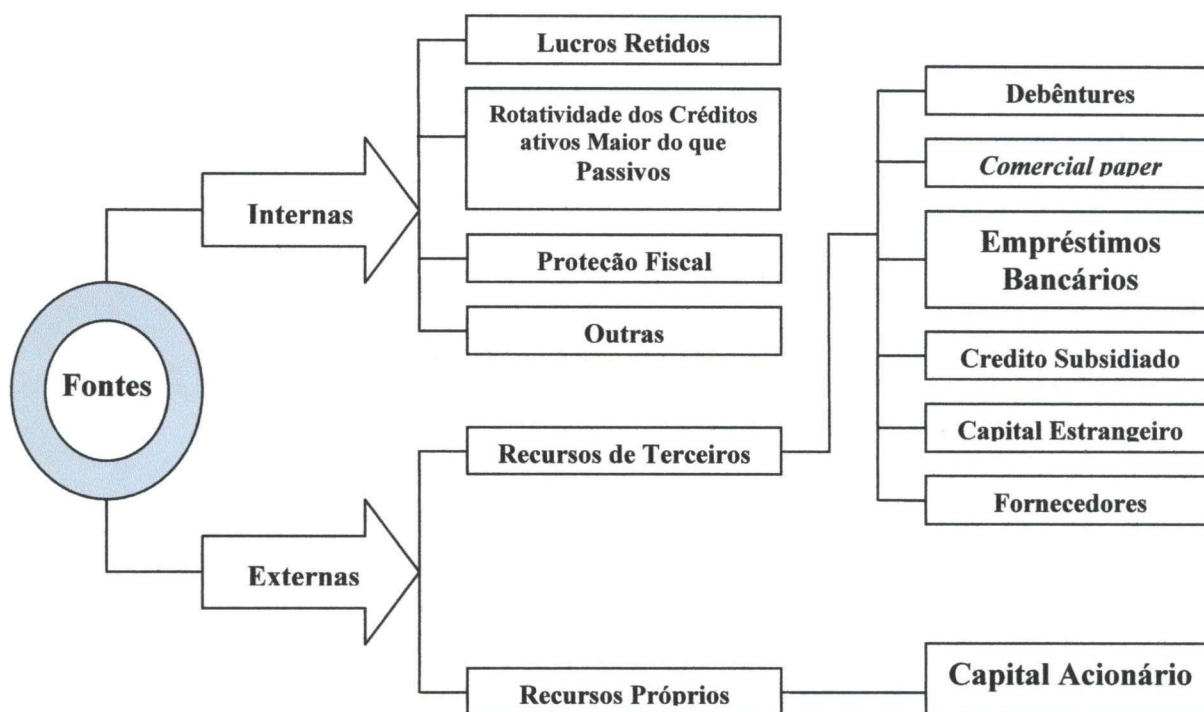 Fontes
Internas
Lucros Retidos
Rotatividade dos Créditos
ativos Maior do que
Passivos
Proteção Fiscal
Outras
Externas
Recursos de Terceiros
Debêntures
Comercial paper
Empréstimos
Bancários
Credito Subsidiado
Capital Estrangeiro
Fornecedores
Recursos Próprios
Capital Acionário